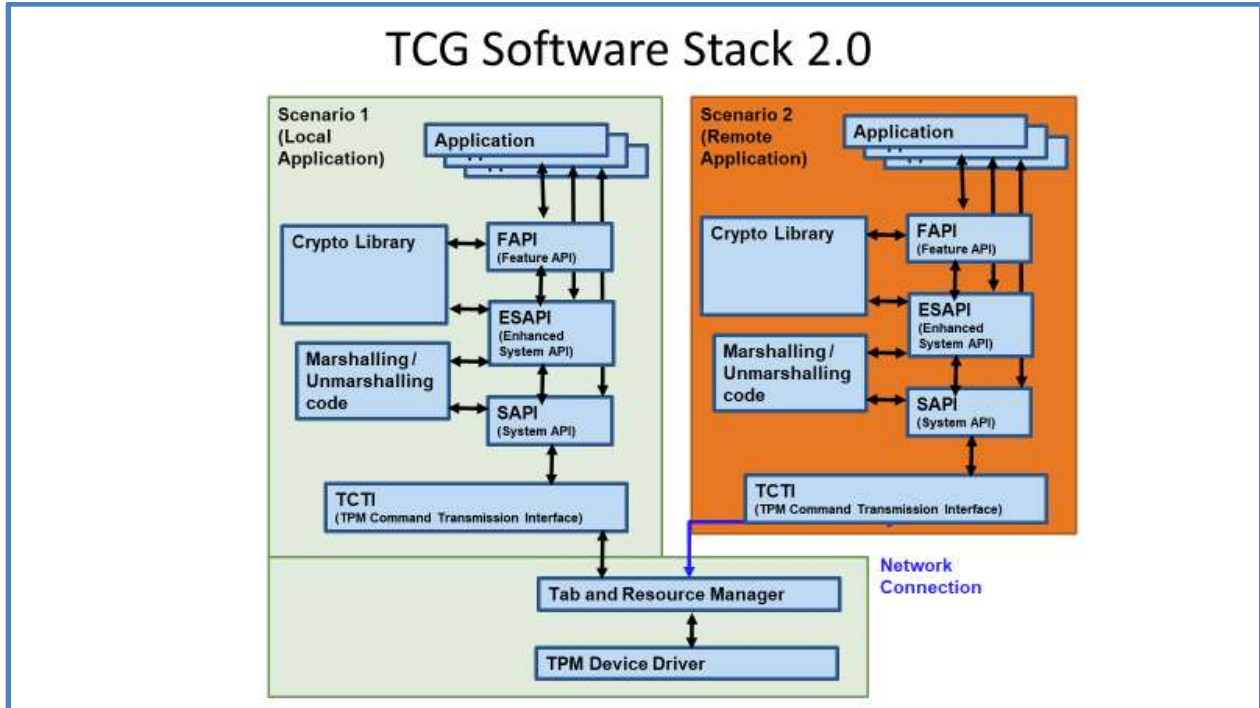 TCG Software Stack 2.0
Scenario 1
(Local
Application)
Application
Crypto Library
FAPI
(Feature API)
ESAPI
(Enhanced
System API)
Marshalling /
Unmarshalling
code
SAPI
(System API)
TCTI
(TPM Command Transmission Interface)
Scenario 2
(Remote
Application)
Application
Crypto Library
FAPI
(Feature API)
ESAPI
(Enhanced
System API)
Marshalling /
Unmarshalling
code
SAPI
(System API)
TCTI
(TPM Command Transmission Interface)
Network
Connection
Tab and Resource Manager
TPM Device Driver